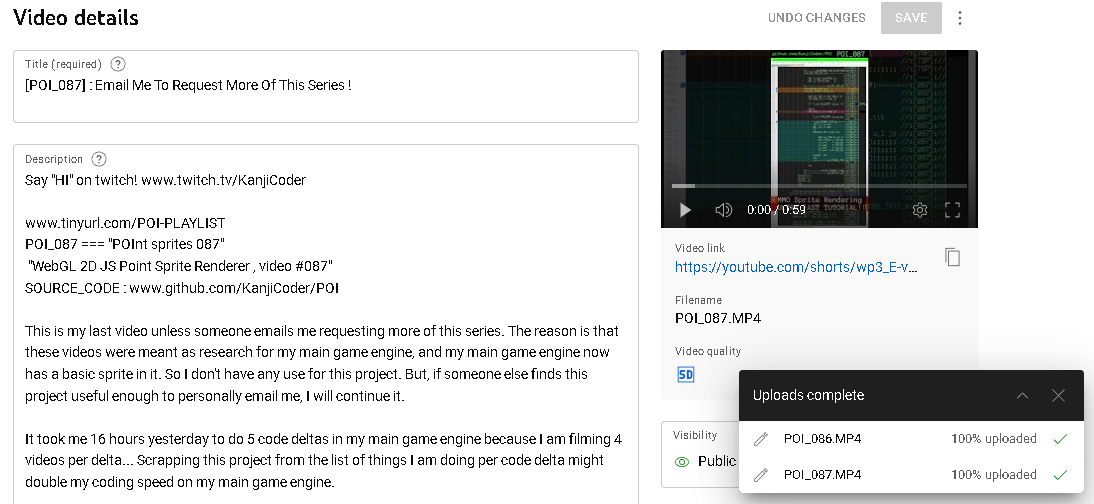 Video details
UNDO CHANGES
SAVE
Title (required)
[POI_087] : Email Me To Request More Of This Series !
Description
Say "HI" on twitch! www.twitch.tv/KanjiCoder
www.tinyurl.com/POI-PLAYLIST
POI_087 === "POInt sprites 087"
"WebGL 2D JS Point Sprite Renderer , video #087"
SOURCE_CODE : www.github.com/KanjiCoder/POI
This is my last video unless someone emails me requesting more of this series. The reason is that
these videos were meant as research for my main game engine, and my main game engine now
has a basic sprite in it. So I don't have any use for this project. But, if someone else finds this
project useful enough to personally email me, I will continue it.
It took me 16 hours yesterday to do 5 code deltas in my main game engine because I am filming 4
videos per delta... Scrapping this project from the list of things I am doing per code delta might
double my coding speed on my main game engine.
POI_087
MMO Sprite Rendering
FAST TUTORIAL!
0:00 / 0:59
Video link
https://youtube.com/shorts/wp3_E-v...
Filename
POI_087.MP4
Video quality
SD
Visibility
Public
Uploads complete
POI_086.MP4 100% uploaded
POI_087.MP4 100% uploaded